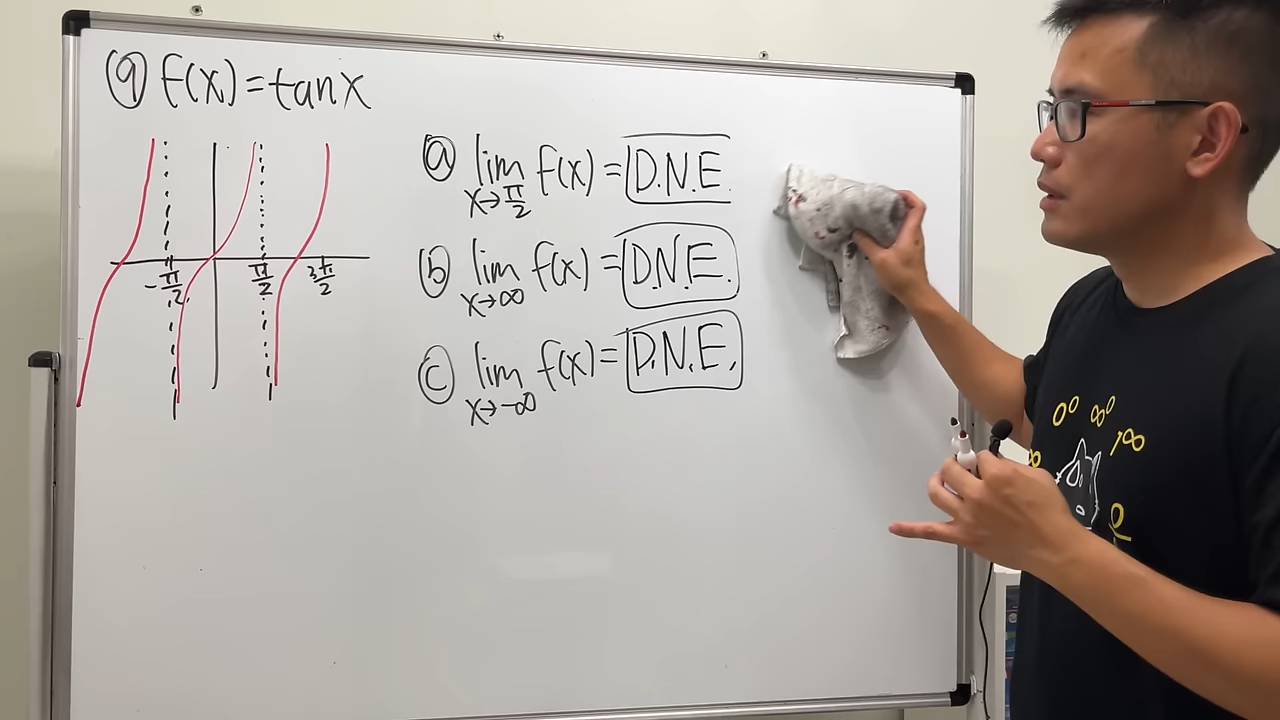 ⑨ f(x) = tan x
ⓐ lim x→π/2 f(x) = D.N.E.
ⓑ lim x→∞ f(x) = D.N.E.
ⓒ lim x→-∞ f(x) = D.N.E.
-π/2 π/2 3π/2
0⁰ ∞⁰
1^∞